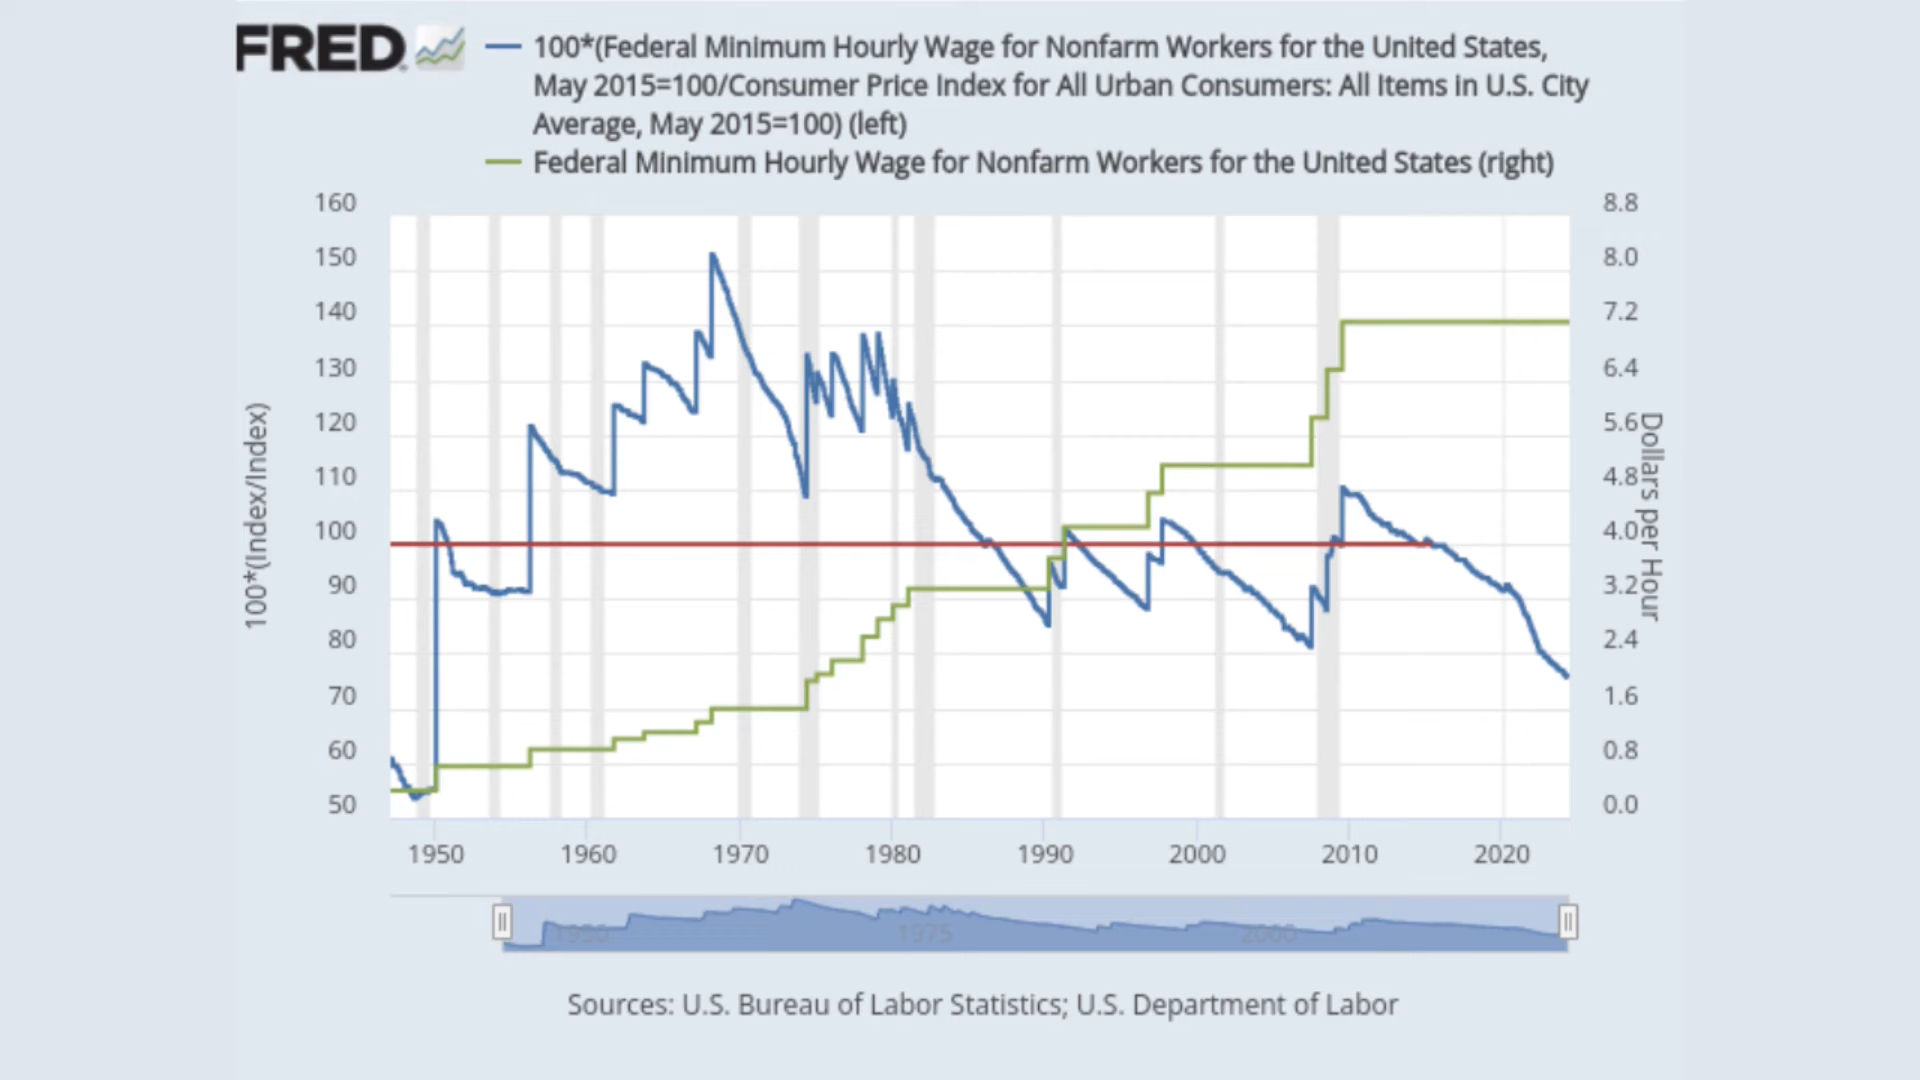 FRED
100*(Federal Minimum Hourly Wage for Nonfarm Workers for the United States,
May 2015=100/Consumer Price Index for All Urban Consumers: All Items in U.S. City
Average, May 2015=100) (left)
Federal Minimum Hourly Wage for Nonfarm Workers for the United States (right)
160
150
140
130
120
110
100
90
80
70
60
50
100*(Index/Index)
8.8
8.0
7.2
6.4
5.6
4.8
4.0
3.2
2.4
1.6
0.8
0.0
Dollars per Hour
1950 1960 1970 1980 1990 2000 2010 2020
1950 1975 2000
Sources: U.S. Bureau of Labor Statistics; U.S. Department of Labor